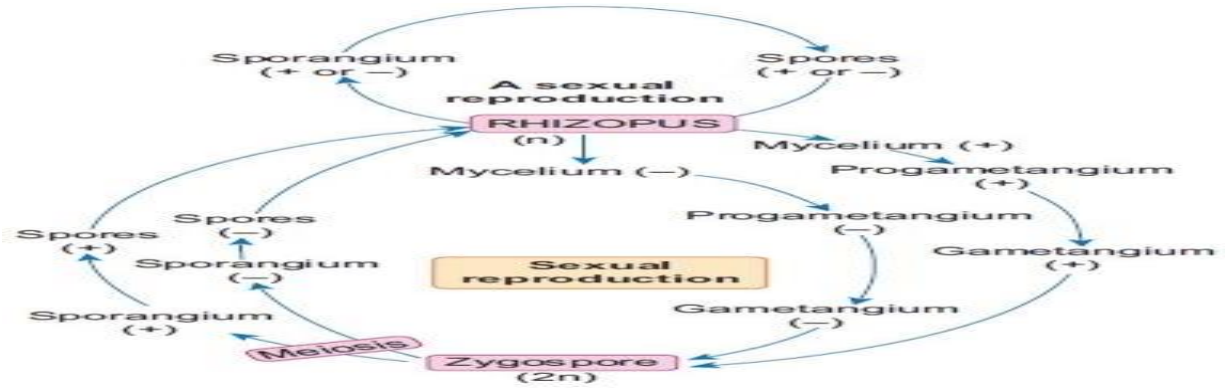 Sporangium
(+ or –)
Spores
(+ or –)
A sexual
reproduction
RHIZOPUS
(n)
Mycelium (+)
Mycelium (–)
Progametangium
(+)
Progametangium
(–)
Spores
(+)
Spores
(–)
Gametangium
(+)
Sporangium
(–)
Sexual
reproduction
Sporangium
(+)
Gametangium
(–)
Meiosis
Zygospore
(2n)